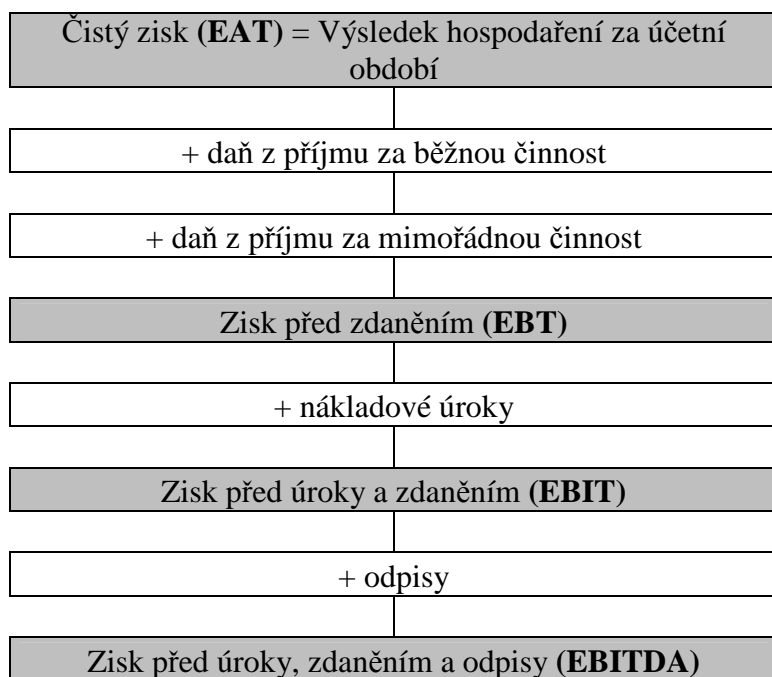 Čistý zisk (EAT) = Výsledek hospodaření za účetní
období
+ daň z příjmu za běžnou činnost
+ daň z příjmu za mimořádnou činnost
Zisk před zdaněním (EBT)
+ nákladové úroky
Zisk před úroky a zdaněním (EBIT)
+ odpisy
Zisk před úroky, zdaněním a odpisy (EBITDA)